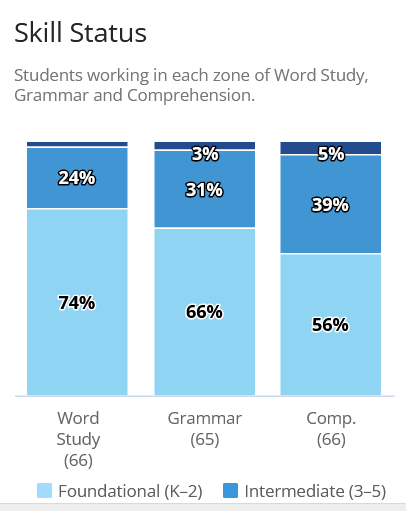 Skill Status
Students working in each zone of Word Study,
Grammar and Comprehension.
3%
5%
24%
31%
39%
74%
66%
56%
Word
Study
(66)
Grammar
(65)
Comp.
(66)
Foundational (K–2)
Intermediate (3–5)